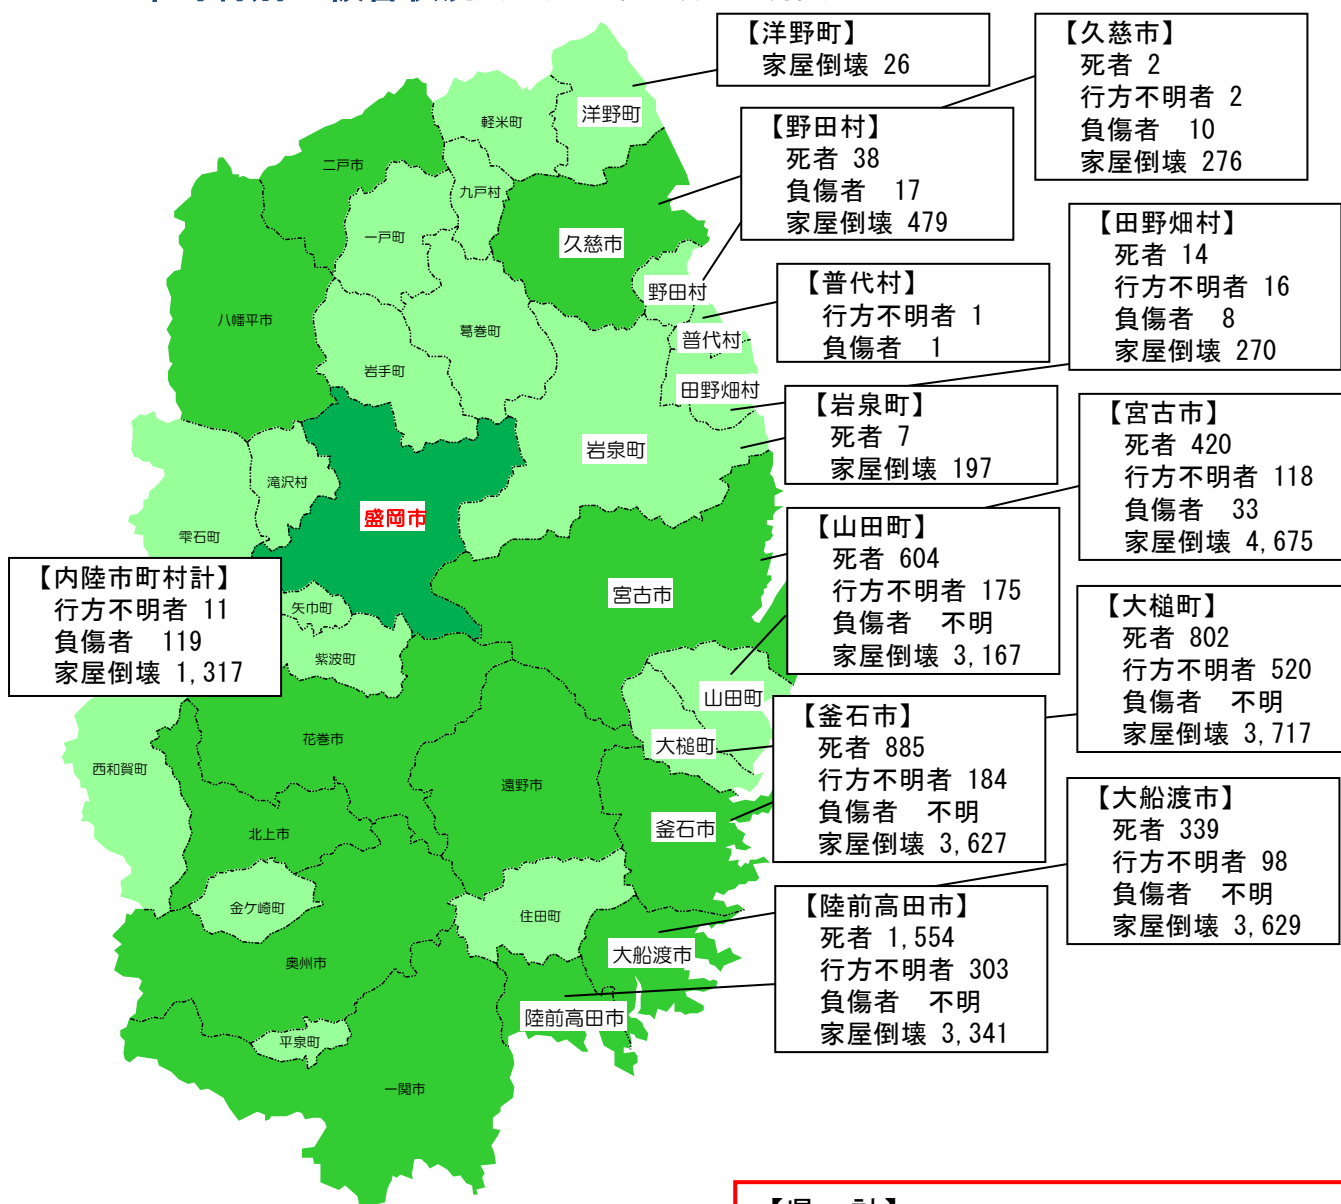 【洋野町】
家屋倒壊 26
【久慈市】
死者 2
行方不明者 2
負傷者 10
家屋倒壊 276
【野田村】
死者 38
負傷者 17
家屋倒壊 479
【田野畑村】
死者 14
行方不明者 16
負傷者 8
家屋倒壊 270
【普代村】
行方不明者 1
負傷者 1
【岩泉町】
死者 7
家屋倒壊 197
【宮古市】
死者 420
行方不明者 118
負傷者 33
家屋倒壊 4,675
【山田町】
死者 604
行方不明者 175
負傷者 不明
家屋倒壊 3,167
【内陸市町村計】
行方不明者 11
負傷者 119
家屋倒壊 1,317
【大槌町】
死者 802
行方不明者 520
負傷者 不明
家屋倒壊 3,717
【釜石市】
死者 885
行方不明者 184
負傷者 不明
家屋倒壊 3,627
【大船渡市】
死者 339
行方不明者 98
負傷者 不明
家屋倒壊 3,629
【陸前高田市】
死者 1,554
行方不明者 303
負傷者 不明
家屋倒壊 3,341
洋野町
軽米町
二戸市
九戸村
一戸町
久慈市
野田村
八幡平市
葛巻町
普代村
岩手町
田野畑村
岩泉町
滝沢村
盛岡市
雫石町
宮古市
矢巾町
紫波町
山田町
花巻市
大槌町
西和賀町
遠野市
北上市
釜石市
金ケ崎町
住田町
大船渡市
奥州市
陸前高田市
平泉町
一関市